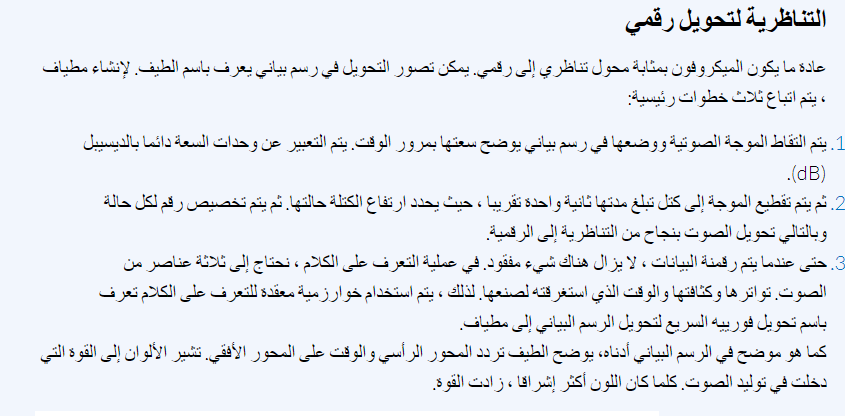 التناظرية لتحويل رقمي
عادة ما يكون الميكروفون بمثابة محول تناظري إلى رقمي. يمكن تصور التحويل في رسم بياني يعرف باسم الطيف. لإنشاء مطياف
، يتم اتباع ثلاث خطوات رئيسية:
1. يتم التقاط الموجة الصوتية ووضعها في رسم بياني يوضح سعتها بمرور الوقت. يتم التعبير عن وحدات السعة دائما بالديسيبل
(dB).
2. ثم يتم تقطيع الموجة إلى كتل تبلغ مدتها ثانية واحدة تقريبا ، حيث يحدد ارتفاع الكتلة حالتها. ثم يتم تخصيص رقم لكل حالة
وبالتالي تحويل الصوت بنجاح من التناظرية إلى الرقمية.
3. حتى عندما يتم رقمنة البيانات ، لا يزال هناك شيء مفقود. في عملية التعرف على الكلام ، نحتاج إلى ثلاثة عناصر من
الصوت. تواترها وكثافتها والوقت الذي استغرقته لصنعها. لذلك ، يتم استخدام خوارزمية معقدة للتعرف على الكلام تعرف
باسم تحويل فورييه السريع لتحويل الرسم البياني إلى مطياف.
كما هو موضح في الرسم البياني أدناه، يوضح الطيف تردد المحور الرأسي والوقت على المحور الأفقي. تشير الألوان إلى القوة التي
دخلت في توليد الصوت. كلما كان اللون أكثر إشراقا ، زادت القوة.